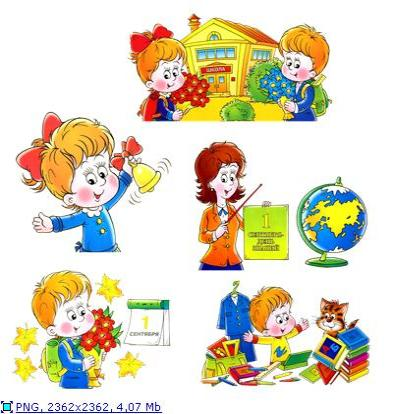 ШКОЛА
1
СЕНТЯБРЯ-
ДЕНЬ
ЗНАНИЙ
1
СЕНТЯБРЯ
PNG, 2362x2362, 4,07 Mb